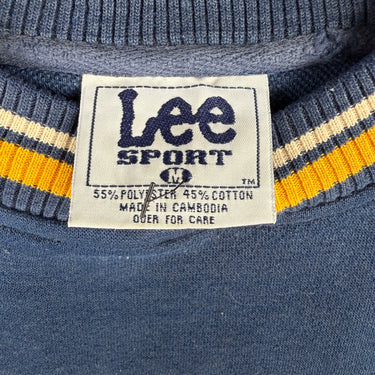 Lee
SPORT
M
™
55% POLYESTER 45% COTTON
MADE IN CAMBODIA
OVER FOR CARE